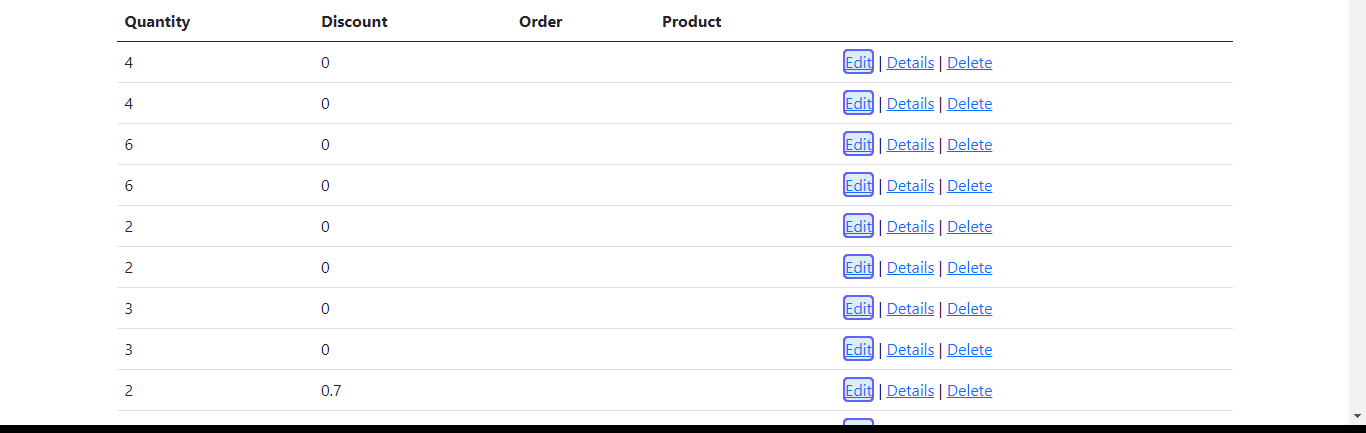 Quantity Discount Order Product
4 0 Edit | Details | Delete
4 0 Edit | Details | Delete
6 0 Edit | Details | Delete
6 0 Edit | Details | Delete
2 0 Edit | Details | Delete
2 0 Edit | Details | Delete
3 0 Edit | Details | Delete
3 0 Edit | Details | Delete
2 0.7 Edit | Details | Delete